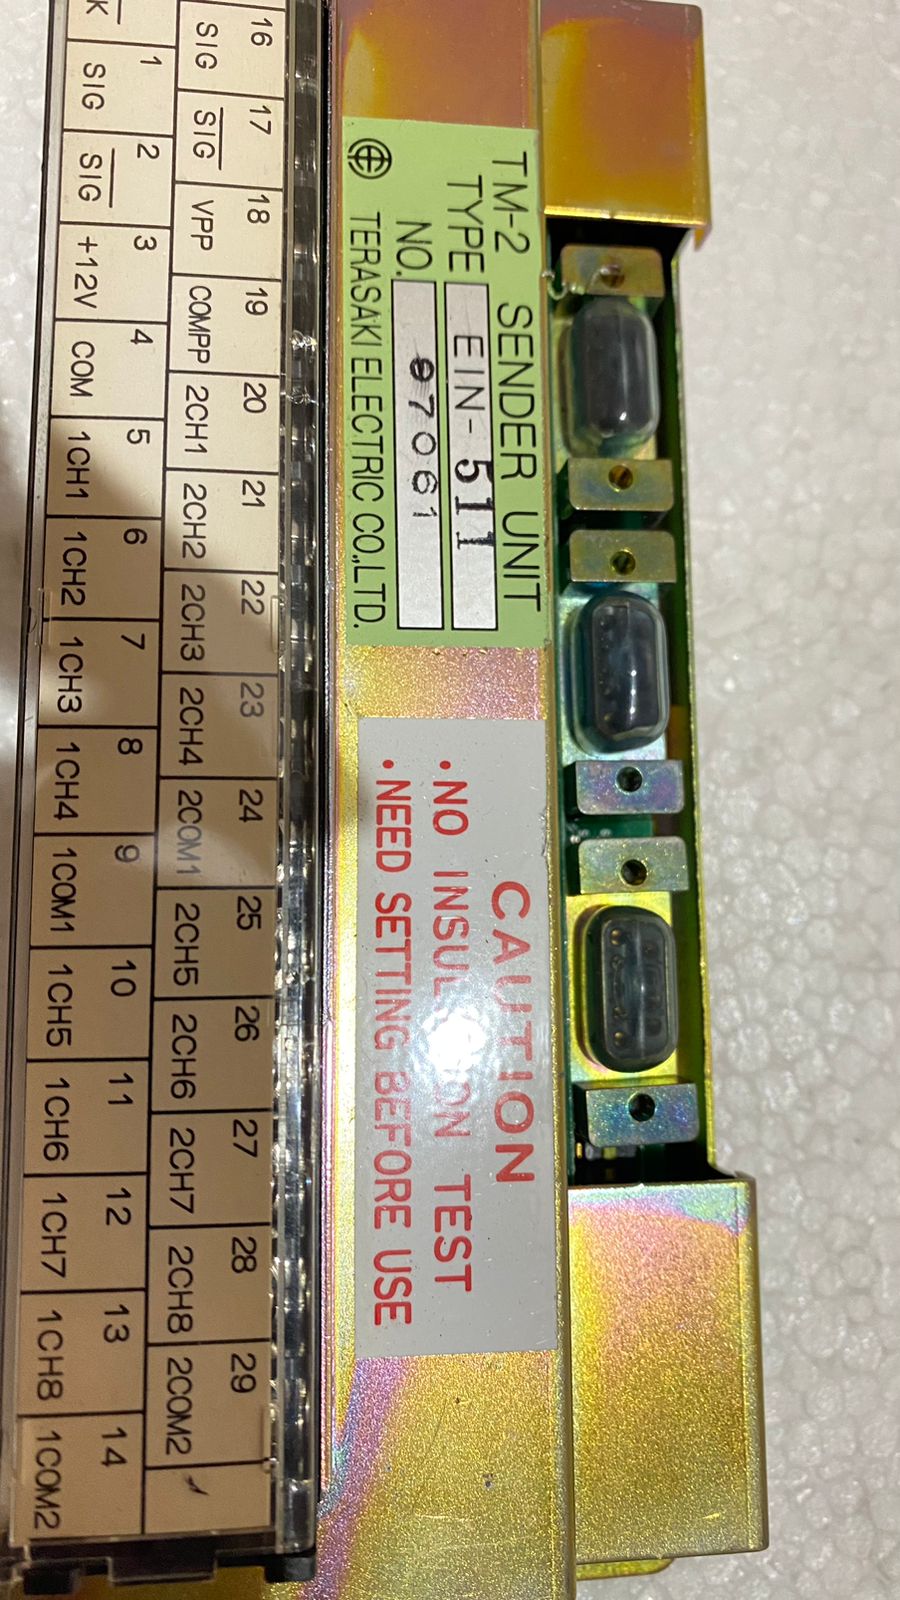 TM-2 SENDER UNIT
TYPE EIN-511
NO. 97061
TERASAKI ELECTRIC CO.,LTD.
CAUTION
·NO INSULATION TEST
·NEED SETTING BEFORE USE
16 17 18 19 20 21 22 23 24 25 26 27 28 29
SIG SIG VPP COMPP 2CH1 2CH2 2CH3 2CH4 2COM1 2CH5 2CH6 2CH7 2CH8 2COM2
1 2 3 4 5 6 7 8 9 10 11 12 13 14
K SIG SIG +12V COM 1CH1 1CH2 1CH3 1CH4 1COM1 1CH5 1CH6 1CH7 1CH8 1COM2